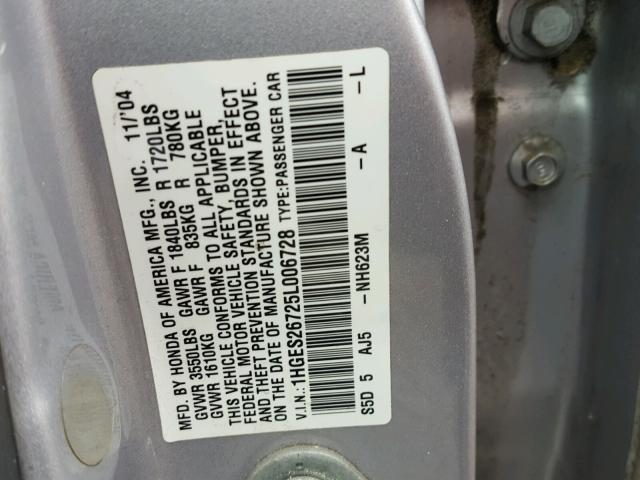 MFD. BY HONDA OF AMERICA MFG., INC. 11/'04
GVWR 3550LBS GAWR F 1840LBS R 1720LBS
GVWR 1610KG GAWR F 835KG R 780KG
THIS VEHICLE CONFORMS TO ALL APPLICABLE
FEDERAL MOTOR VEHICLE SAFETY, BUMPER,
AND THEFT PREVENTION STANDARDS IN EFFECT
ON THE DATE OF MANUFACTURE SHOWN ABOVE.
V.I.N.: 1HGES26725L006728 TYPE:PASSENGER CAR
S5D 5 AJ5 -NH623M -A -L